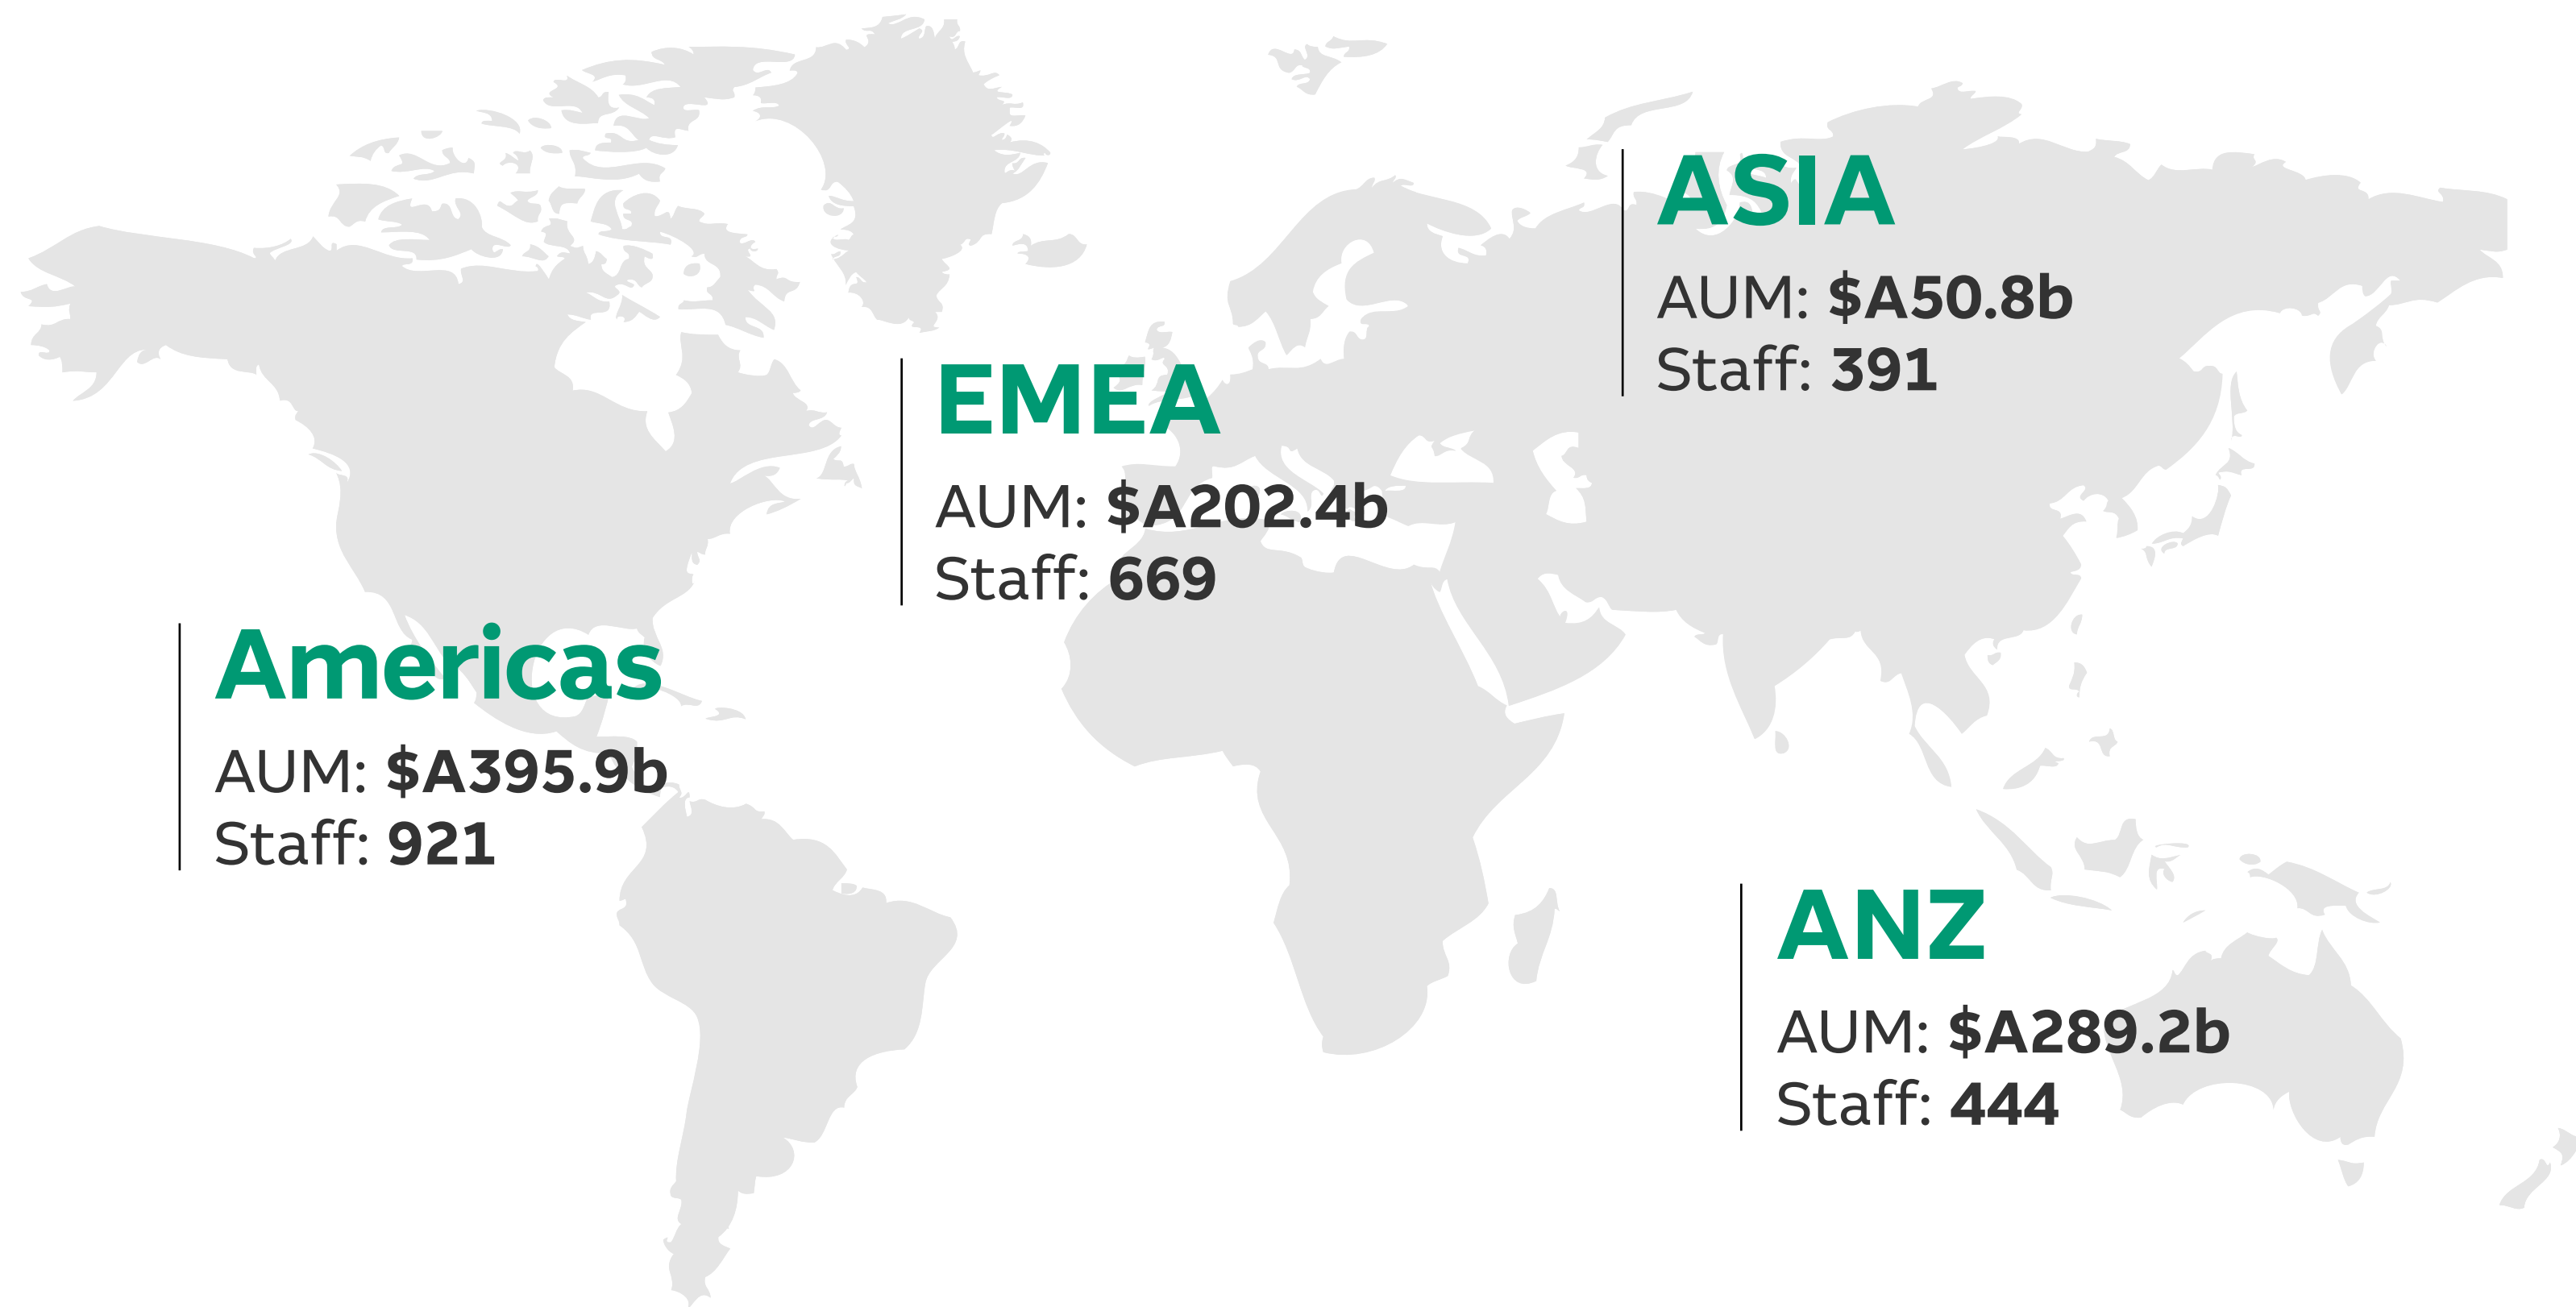 ASIA
AUM: $A50.8b
Staff: 391
EMEA
AUM: $A202.4b
Staff: 669
Americas
AUM: $A395.9b
Staff: 921
ANZ
AUM: $A289.2b
Staff: 444